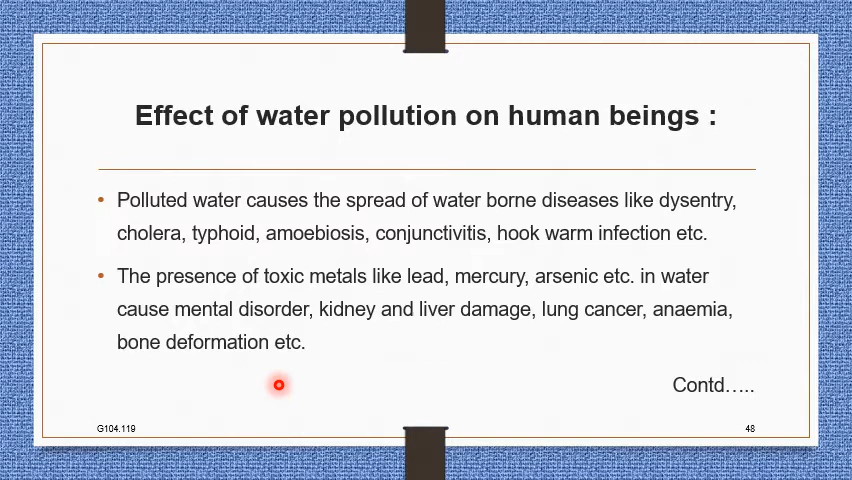 Effect of water pollution on human beings :
• Polluted water causes the spread of water borne diseases like dysentry,
cholera, typhoid, amoebiosis, conjunctivitis, hook warm infection etc.
• The presence of toxic metals like lead, mercury, arsenic etc. in water
cause mental disorder, kidney and liver damage, lung cancer, anaemia,
bone deformation etc.
Contd…..
G104.119
48